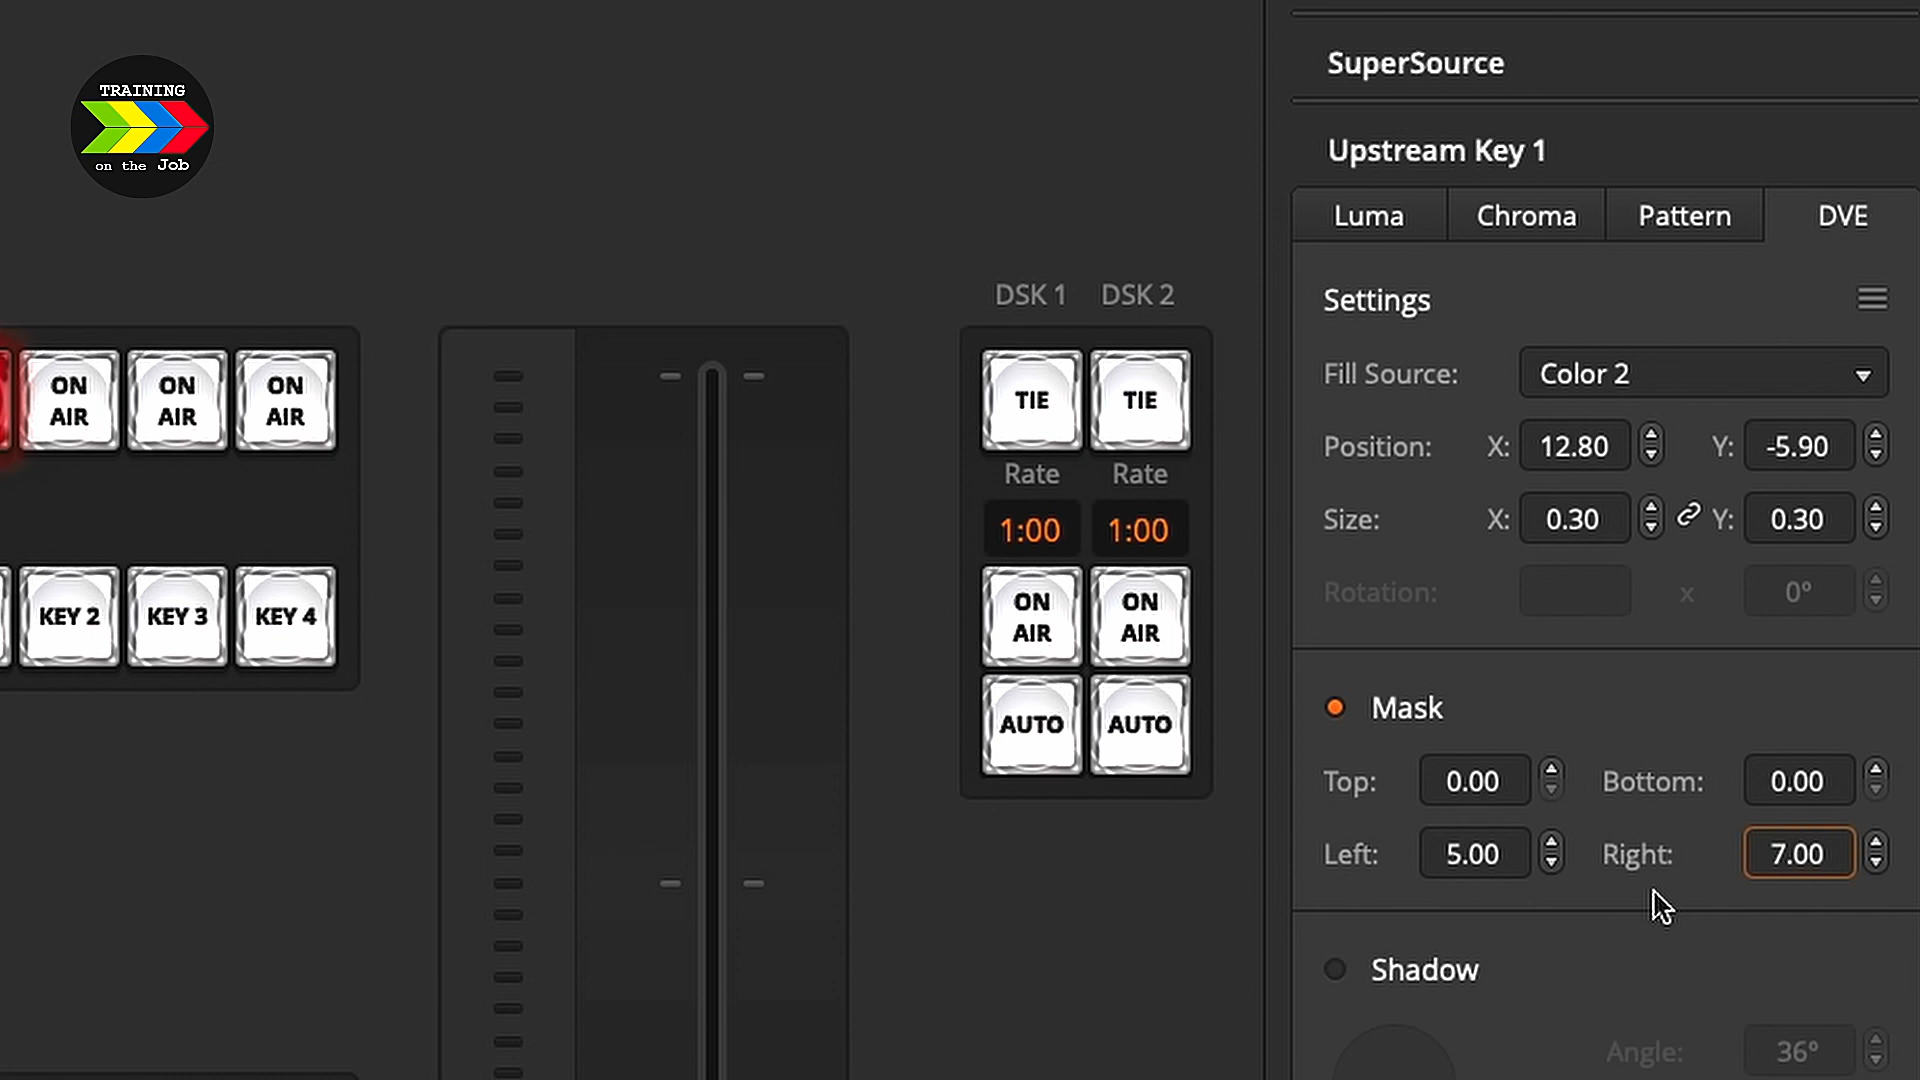 TRAINING
on the Job
SuperSource
Upstream Key 1
Luma Chroma Pattern DVE
Settings
Fill Source: Color 2
Position: X: 12.80 Y: -5.90
Size: X: 0.30 Y: 0.30
Rotation: x 0°
Mask
Top: 0.00 Bottom: 0.00
Left: 5.00 Right: 7.00
Shadow
Angle: 36°
DSK 1 DSK 2
TIE TIE
Rate Rate
1:00 1:00
ON AIR ON AIR
AUTO AUTO
ON AIR ON AIR ON AIR
KEY 2 KEY 3 KEY 4